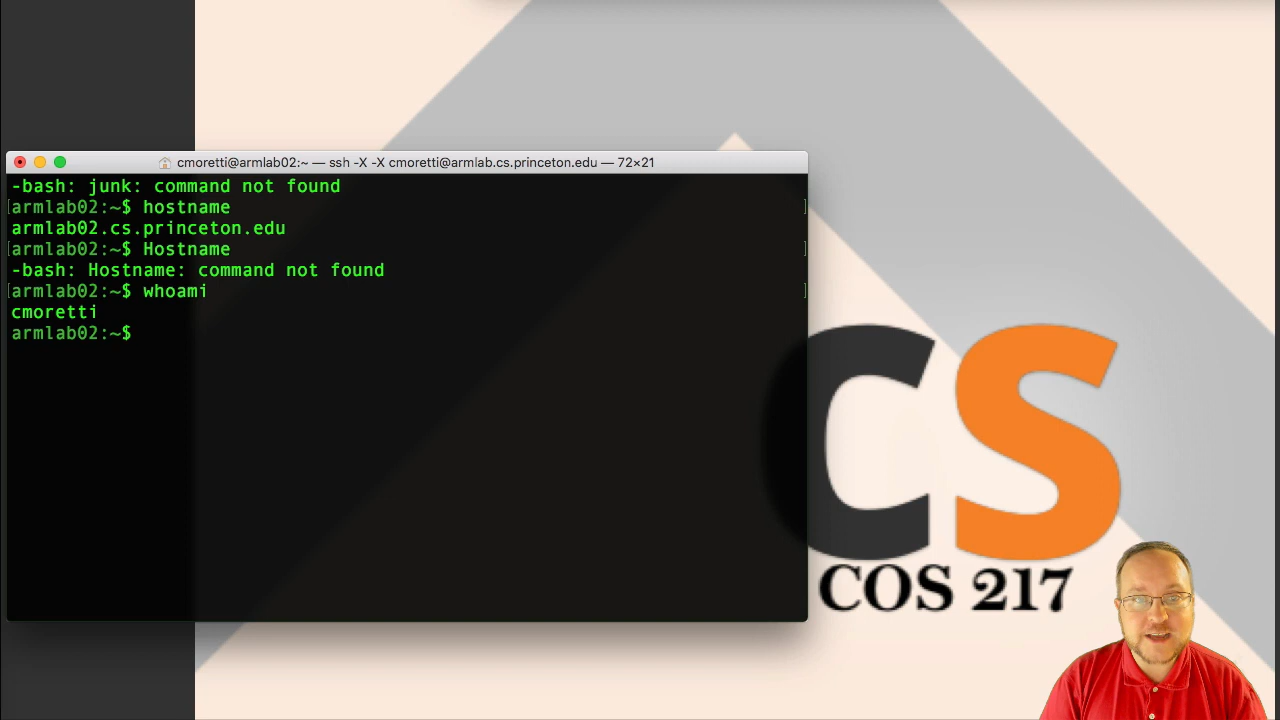 cmoretti@armlab02:~ — ssh -X -X cmoretti@armlab.cs.princeton.edu — 72×21
-bash: junk: command not found
[armlab02:~$ hostname ]
armlab02.cs.princeton.edu
[armlab02:~$ Hostname ]
-bash: Hostname: command not found
[armlab02:~$ whoami ]
cmoretti
armlab02:~$
CS
COS 217